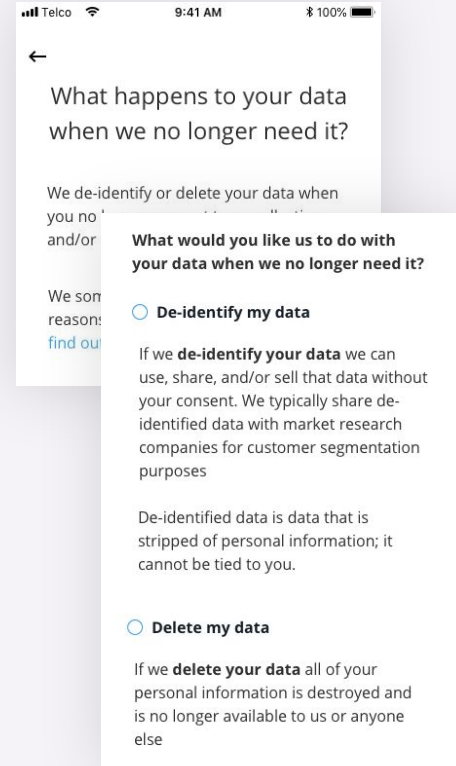 Telco 9:41 AM 100%
What happens to your data
when we no longer need it?
We de-identify or delete your data when
you no
and/or
We som
reasons
find out
What would you like us to do with
your data when we no longer need it?
De-identify my data
If we de-identify your data we can
use, share, and/or sell that data without
your consent. We typically share de-
identified data with market research
companies for customer segmentation
purposes
De-identified data is data that is
stripped of personal information; it
cannot be tied to you.
Delete my data
If we delete your data all of your
personal information is destroyed and
is no longer available to us or anyone
else